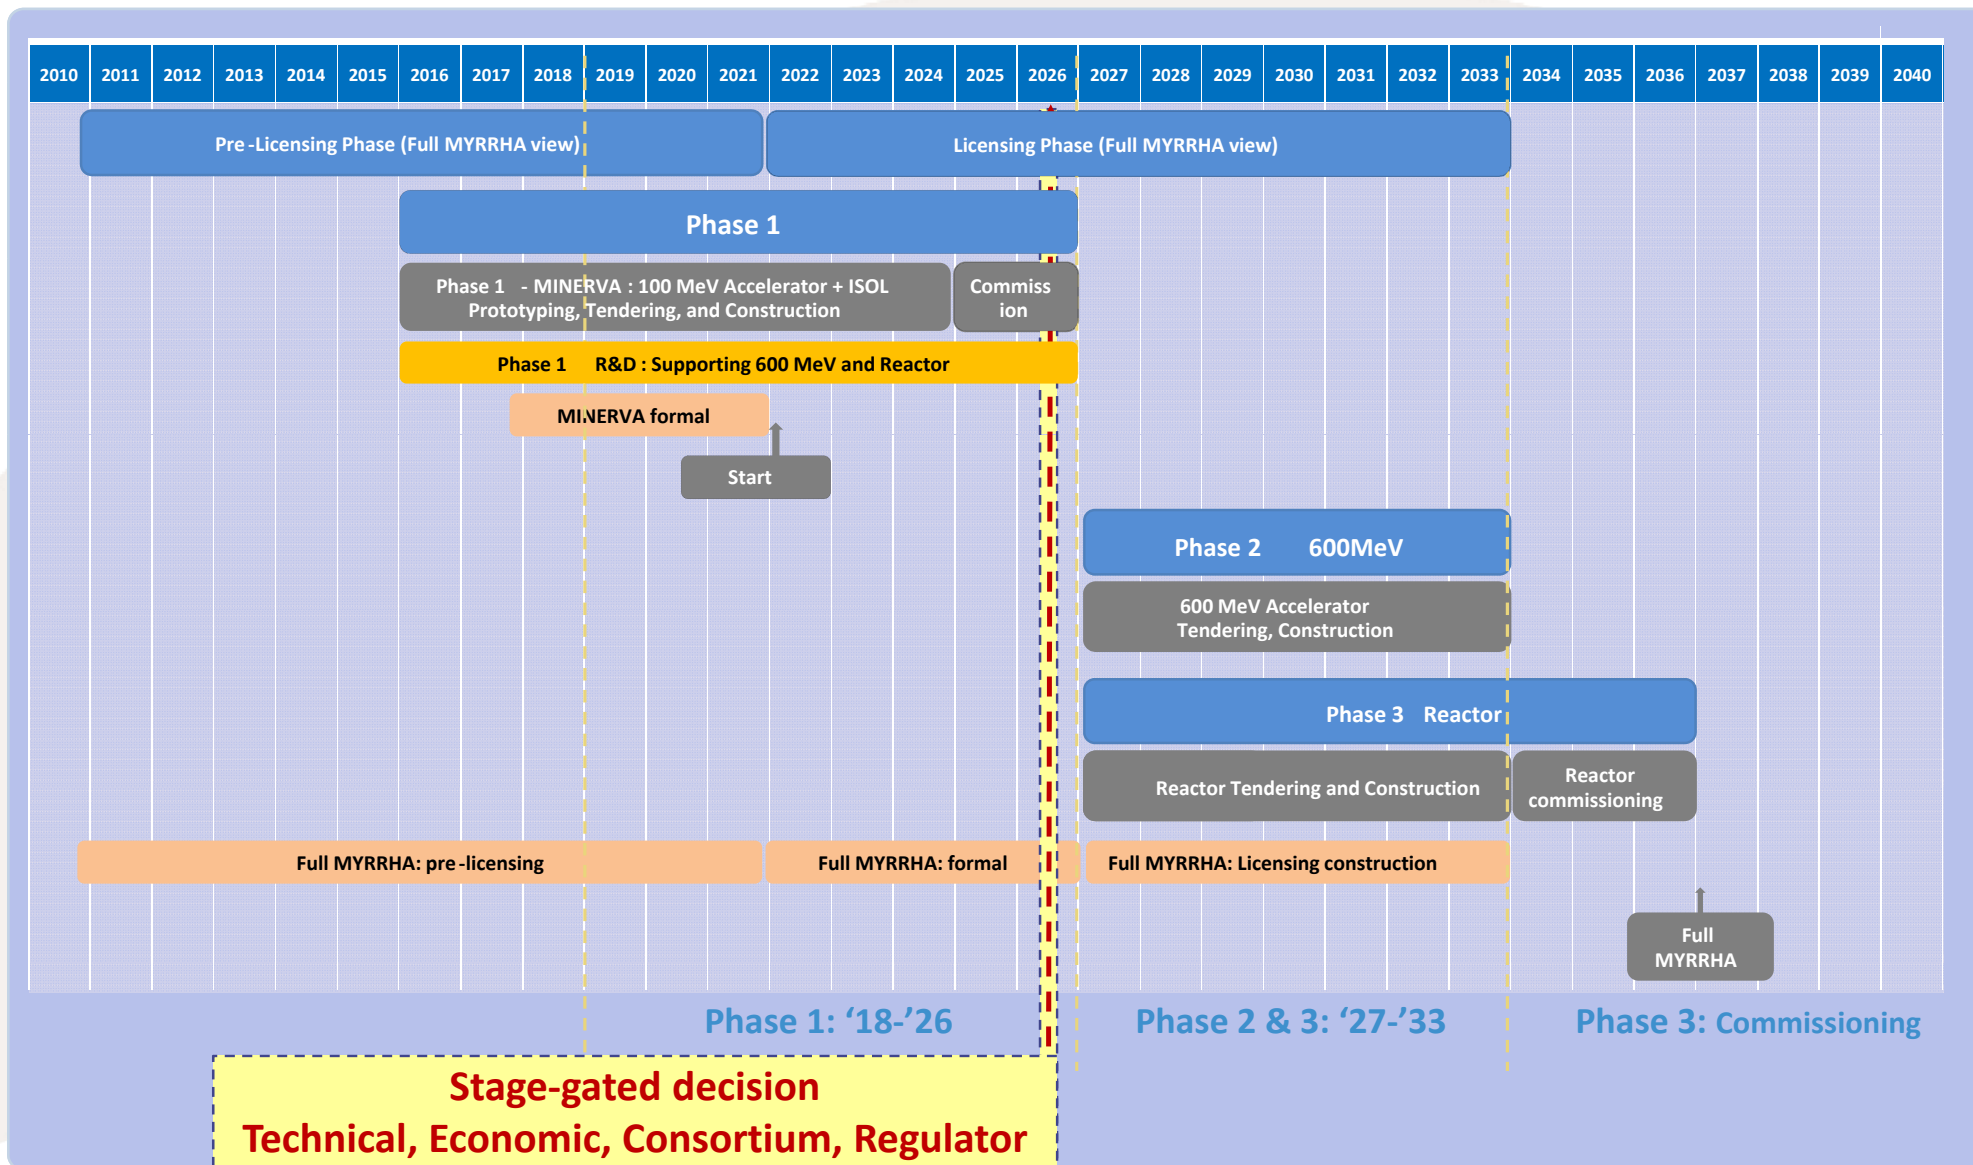 2010 2011 2012 2013 2014 2015 2016 2017 2018 2019 2020 2021 2022 2023 2024 2025 2026 2027 2028 2029 2030 2031 2032 2033 2034 2035 2036 2037 2038 2039 2040
Pre-Licensing Phase (Full MYRRHA view)
Licensing Phase (Full MYRRHA view)
Phase 1
Phase 1 - MINERVA : 100 MeV Accelerator + ISOL
Prototyping, Tendering, and Construction
Commiss
ion
Phase 1 R&D : Supporting 600 MeV and Reactor
MINERVA formal
Start
Phase 2 600MeV
600 MeV Accelerator
Tendering, Construction
Phase 3 Reactor
Reactor Tendering and Construction
Reactor
commissioning
Full MYRRHA: pre-licensing
Full MYRRHA: formal
Full MYRRHA: Licensing construction
Full
MYRRHA
Phase 1: ‘18-’26
Phase 2 & 3: ‘27-’33
Phase 3: Commissioning
Stage-gated decision
Technical, Economic, Consortium, Regulator